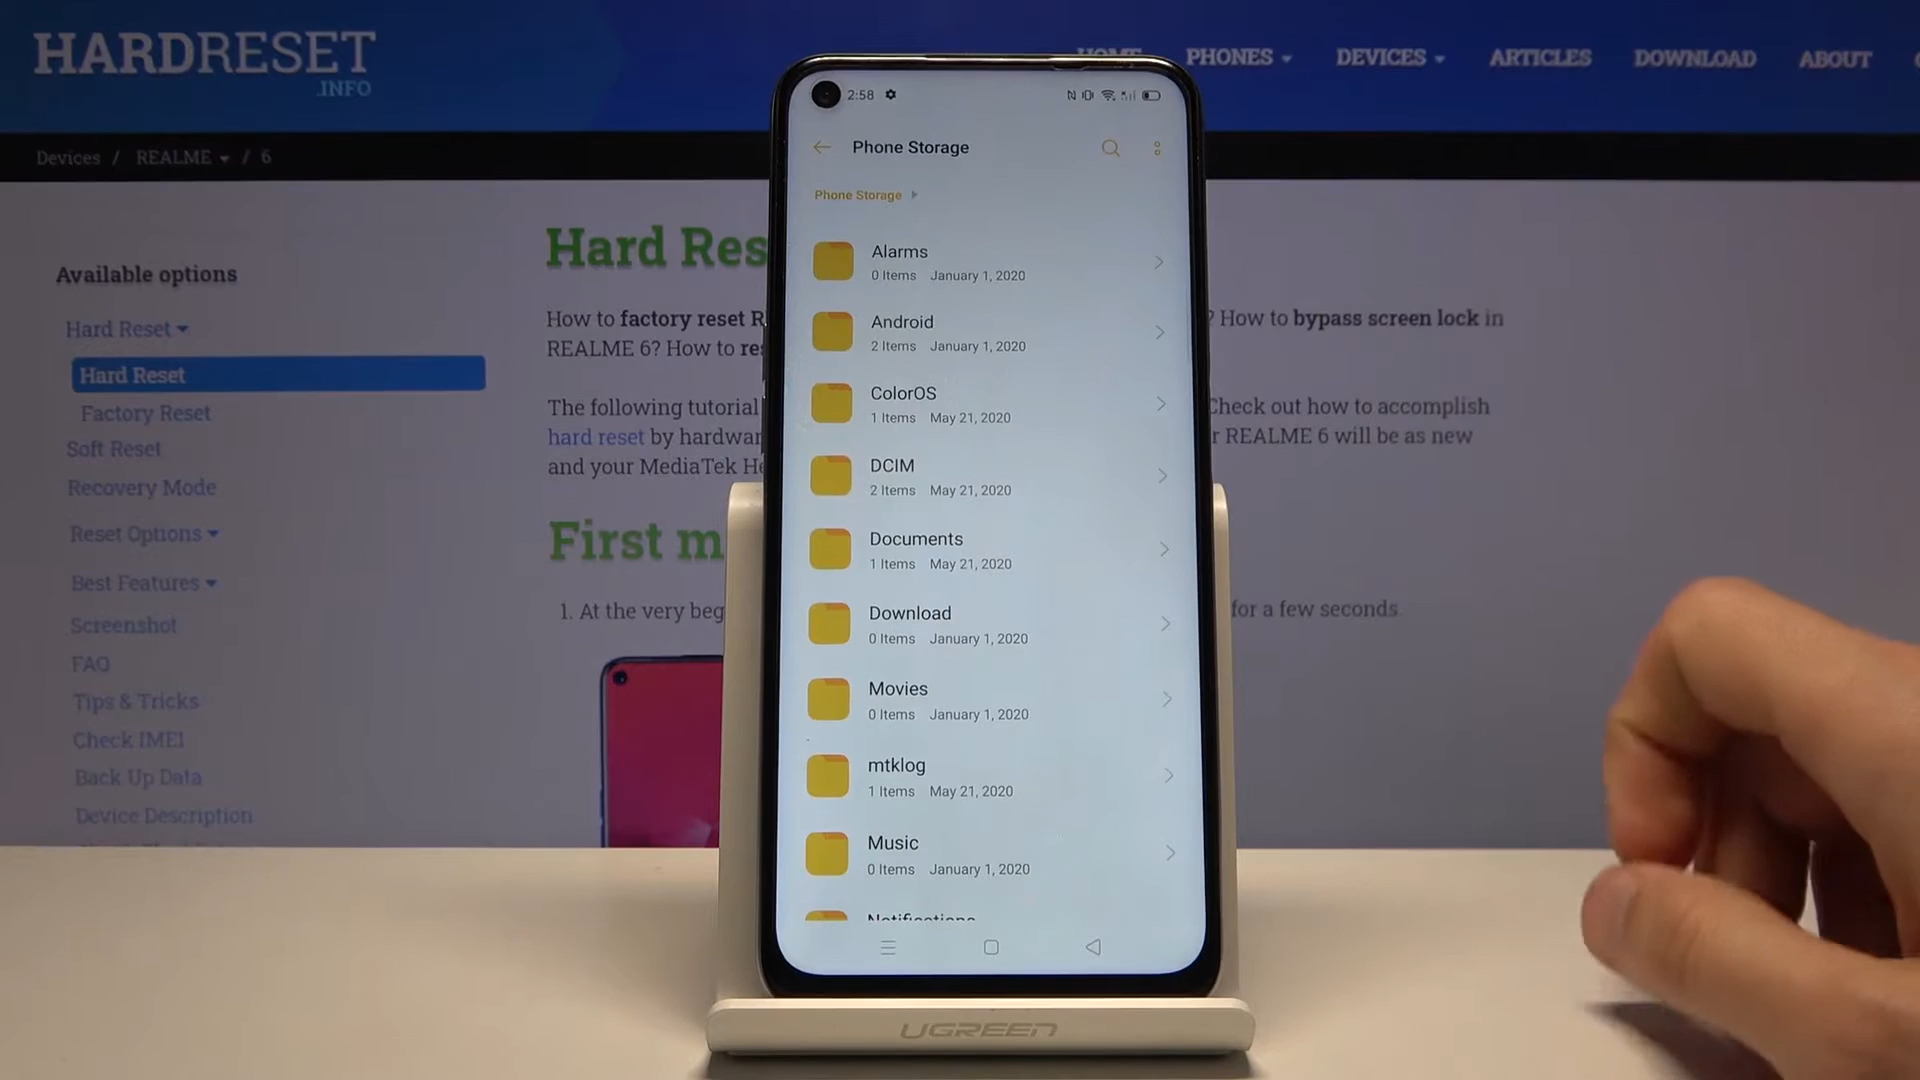 HARDRESET
.INFO
PHONES
DEVICES
ARTICLES
DOWNLOAD
ABOUT
Devices / REALME / 6
Available options
Hard Reset
Hard Reset
Factory Reset
Soft Reset
Recovery Mode
Reset Options
Best Features
Screenshot
FAQ
Tips & Tricks
Check IMEI
Back Up Data
Device Description
Hard Res
How to factory reset R
? How to bypass screen lock in
REALME 6? How to re
The following tutorial
Check out how to accomplish
hard reset by hardwar
r REALME 6 will be as new
and your MediaTek He
First m
1. At the very beg
for a few seconds.
2:58
Phone Storage
Phone Storage
Alarms
0 Items January 1, 2020
Android
2 Items January 1, 2020
ColorOS
1 Items May 21, 2020
DCIM
2 Items May 21, 2020
Documents
1 Items May 21, 2020
Download
0 Items January 1, 2020
Movies
0 Items January 1, 2020
mtklog
1 Items May 21, 2020
Music
0 Items January 1, 2020
Notifications
UGREEN